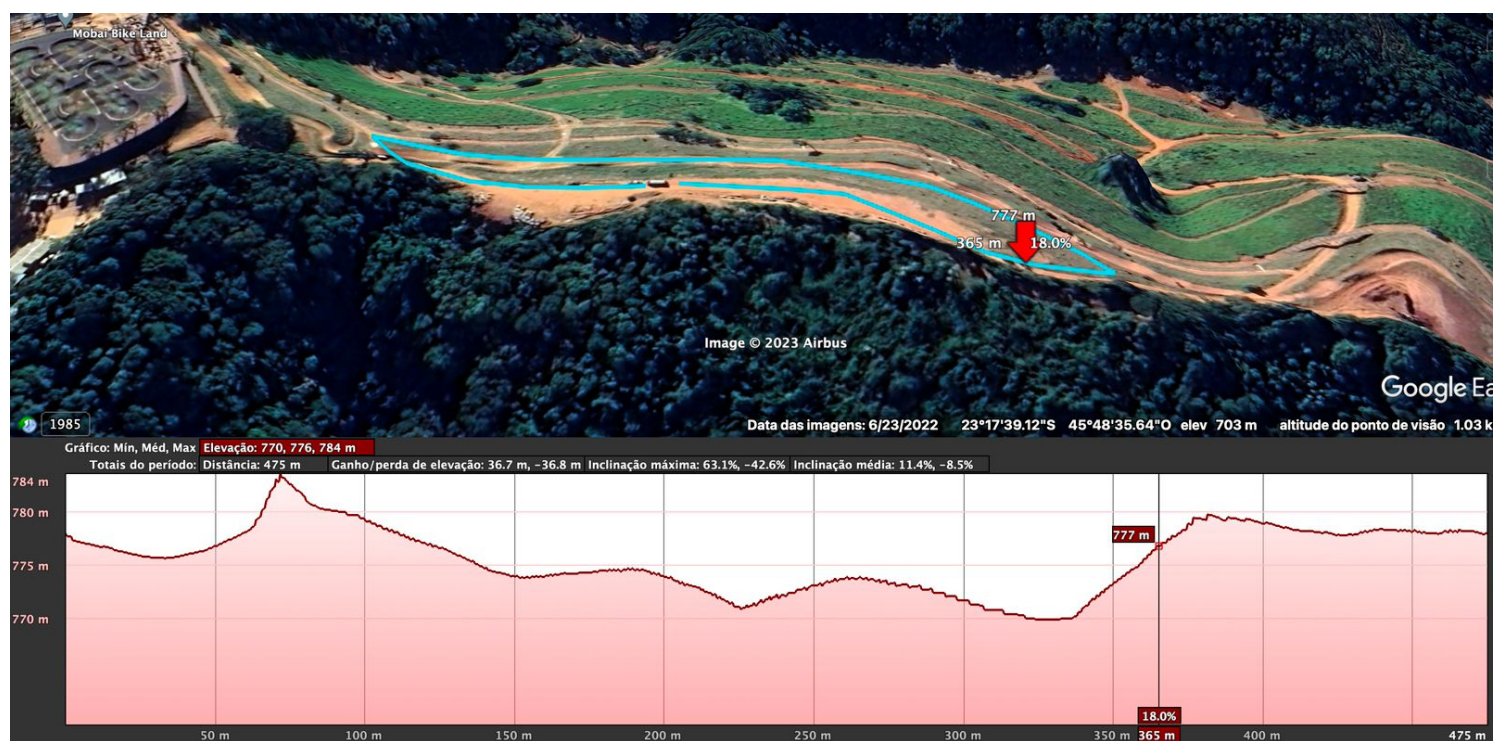 Mobai Bike Land
777 m
365 m 18.0%
Image © 2023 Airbus
Google Ea
1985
Data das imagens: 6/23/2022 23°17'39.12"S 45°48'35.64"O elev 703 m altitude do ponto de visão 1.03 k
Gráfico: Mín, Méd, Max Elevação: 770, 776, 784 m
Totais do período: Distância: 475 m Ganho/perda de elevação: 36.7 m, -36.8 m Inclinação máxima: 63.1%, -42.6% Inclinação média: 11.4%, -8.5%
784 m
780 m
777 m
775 m
770 m
18.0%
50 m 100 m 150 m 200 m 250 m 300 m 350 m 365 m 400 m 475 m